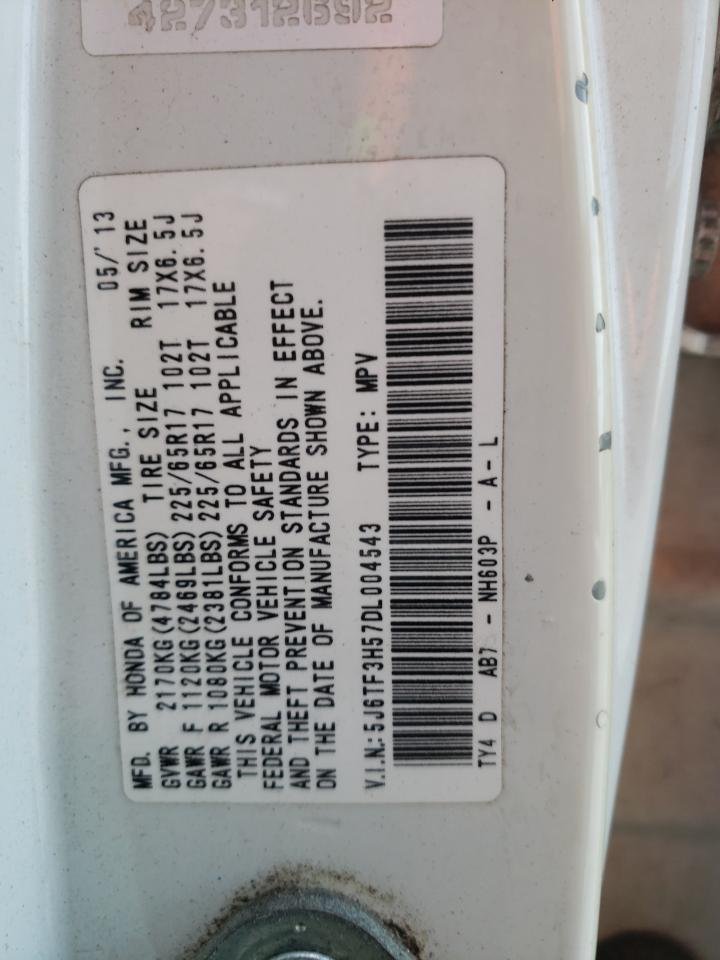 427312692
MFD. BY HONDA OF AMERICA MFG., INC. 05/'13
GVWR 2170KG(4784LBS) TIRE SIZE RIM SIZE
GAWR F 1120KG(2469LBS) 225/65R17 102T 17X6.5J
GAWR R 1080KG(2381LBS) 225/65R17 102T 17X6.5J
THIS VEHICLE CONFORMS TO ALL APPLICABLE
FEDERAL MOTOR VEHICLE SAFETY
AND THEFT PREVENTION STANDARDS IN EFFECT
ON THE DATE OF MANUFACTURE SHOWN ABOVE.
V.I.N.: 5J6TF3H57DL004543 TYPE: MPV
TY4 D AB7 - NH603P - A - L